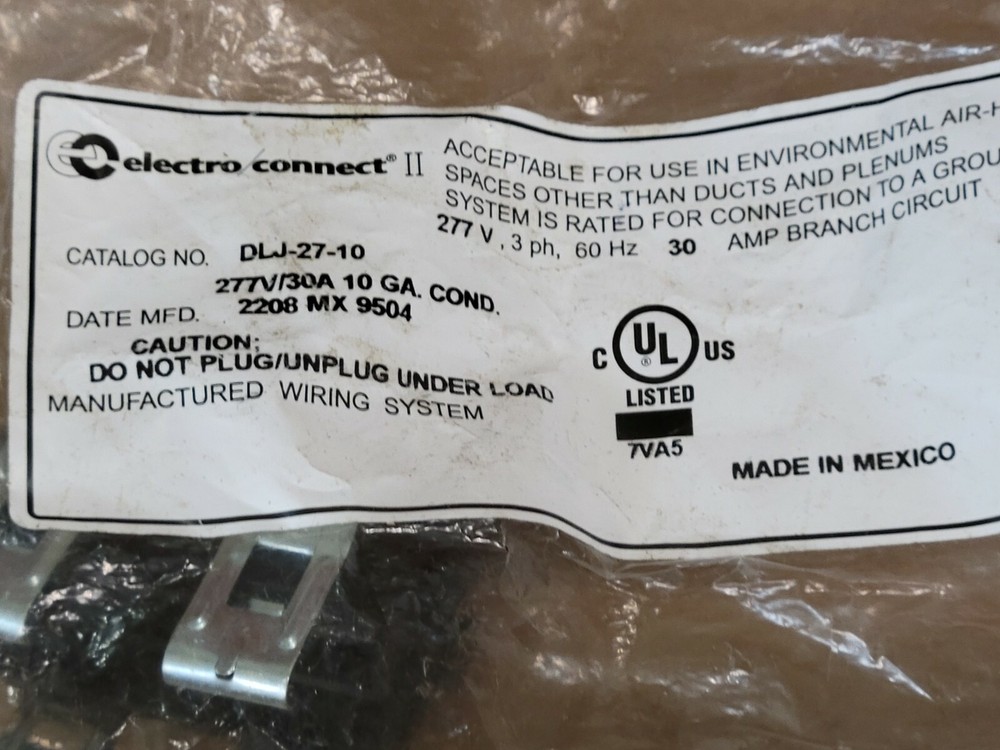 electro/connect® II
ACCEPTABLE FOR USE IN ENVIRONMENTAL AIR-H
SPACES OTHER THAN DUCTS AND PLENUMS
SYSTEM IS RATED FOR CONNECTION TO A GROU
277 V, 3 ph, 60 Hz 30 AMP BRANCH CIRCUIT
CATALOG NO. DLJ-27-10
277V/30A 10 GA. COND.
DATE MFD. 2208 MX 9504
CAUTION:
DO NOT PLUG/UNPLUG UNDER LOAD
MANUFACTURED WIRING SYSTEM
C UL® US
LISTED
7VA5
MADE IN MEXICO